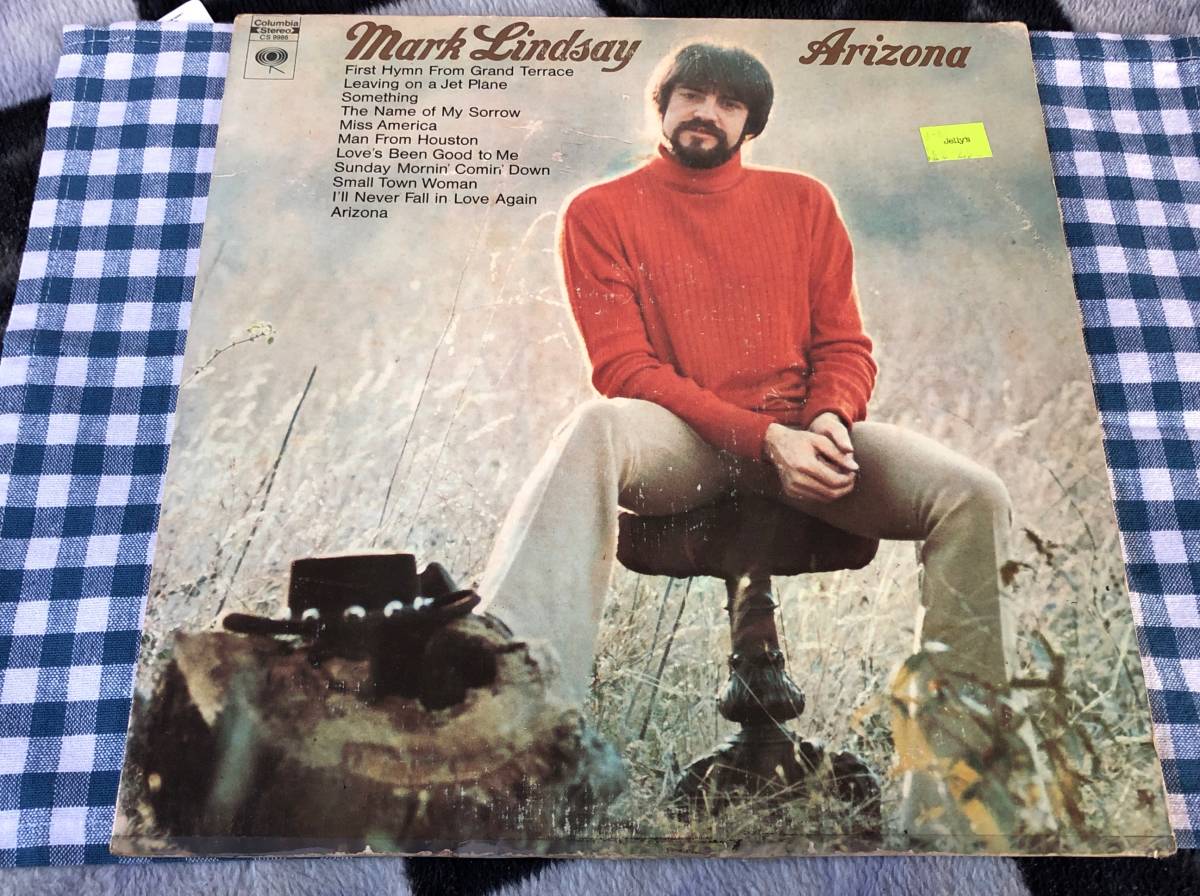 Columbia
Stereo
CS 9986
Mark Lindsay
Arizona
First Hymn From Grand Terrace
Leaving on a Jet Plane
Something
The Name of My Sorrow
Miss America
Man From Houston
Love's Been Good to Me
Sunday Mornin' Comin' Down
Small Town Woman
I'll Never Fall in Love Again
Arizona
Jelly's